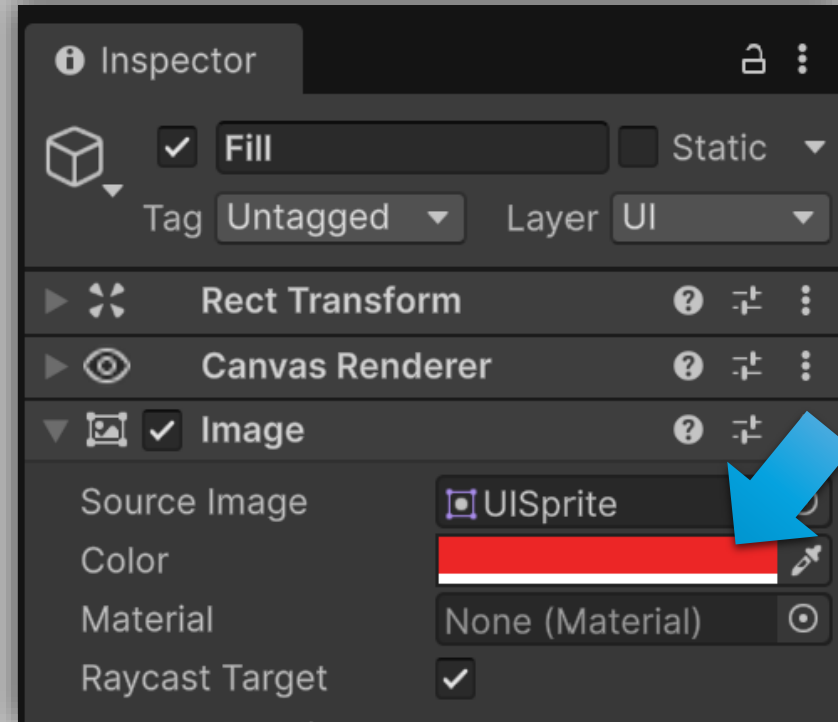 Inspector
Fill Static
Tag Untagged Layer UI
Rect Transform
Canvas Renderer
Image
Source Image UISprite
Color
Material None (Material)
Raycast Target